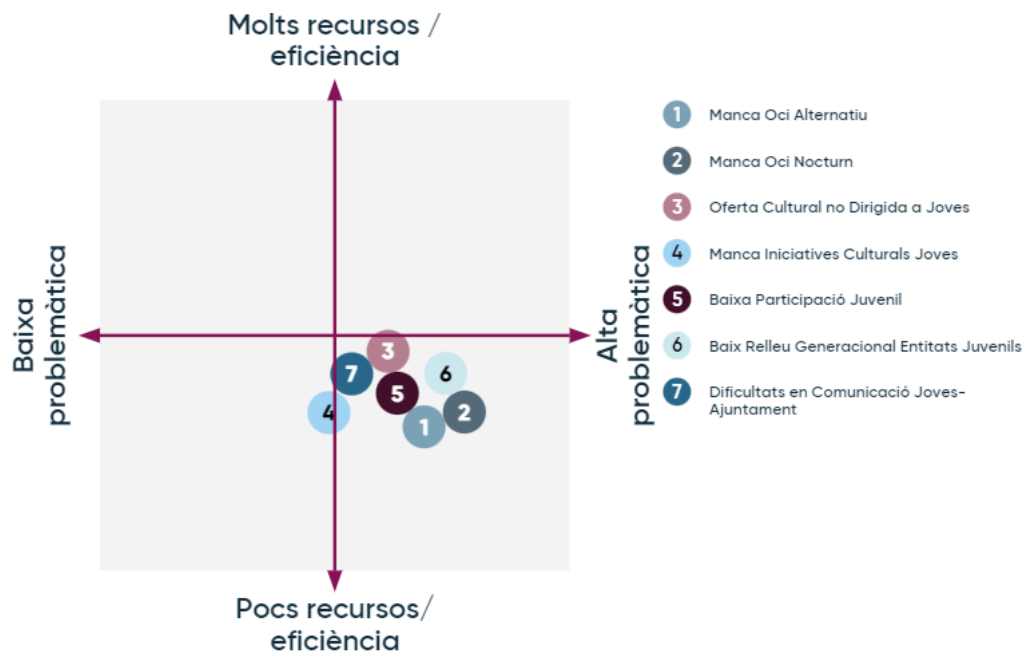 Molts recursos /
eficiència
Baixa
problemàtica
Alta
problemàtica
3
7
6
5
4
2
1
Pocs recursos/
eficiència
1 Manca Oci Alternatiu
2 Manca Oci Nocturn
3 Oferta Cultural no Dirigida a Joves
4 Manca Iniciatives Culturals Joves
5 Baixa Participació Juvenil
6 Baix Relleu Generacional Entitats Juvenils
7 Dificultats en Comunicació Joves-
Ajuntament